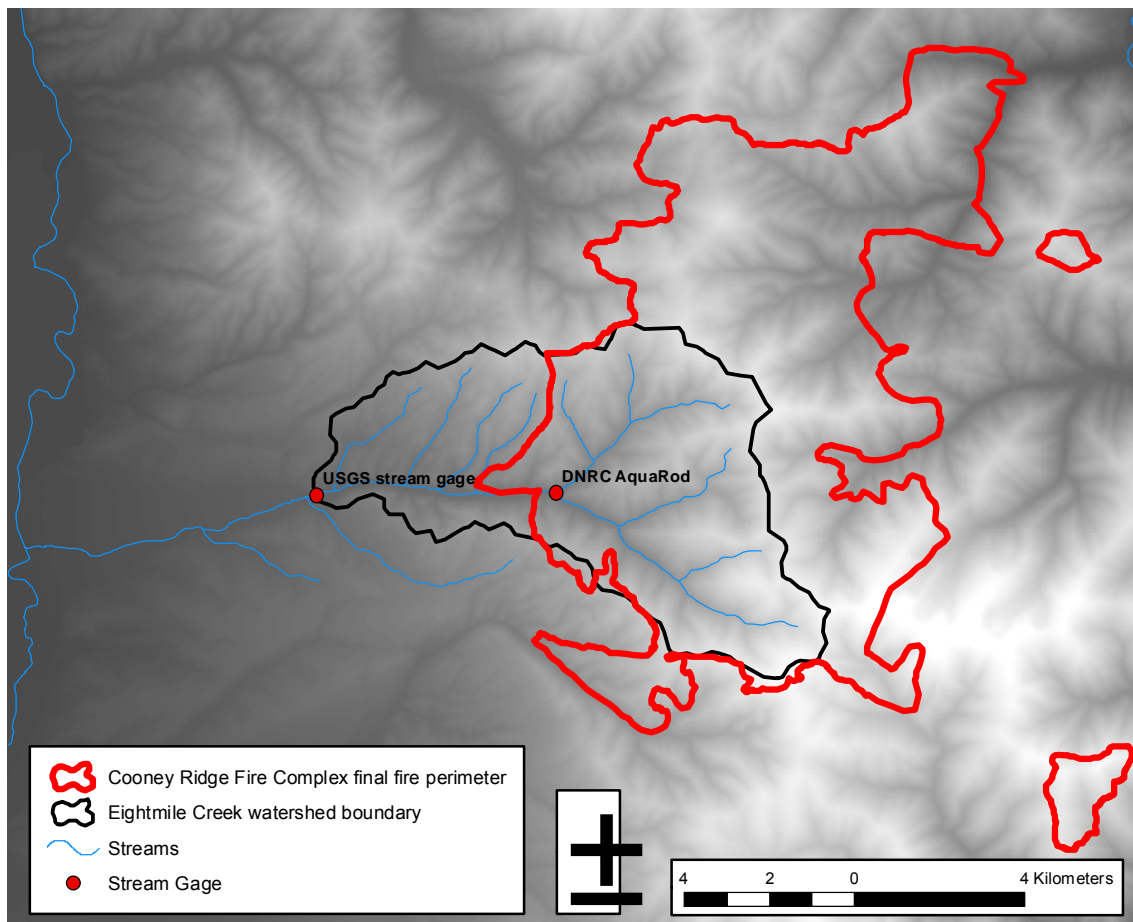 USGS stream gage
DNRC AquaRod
Cooney Ridge Fire Complex final fire perimeter
Eightmile Creek watershed boundary
Streams
Stream Gage
4 2 0 4 Kilometers